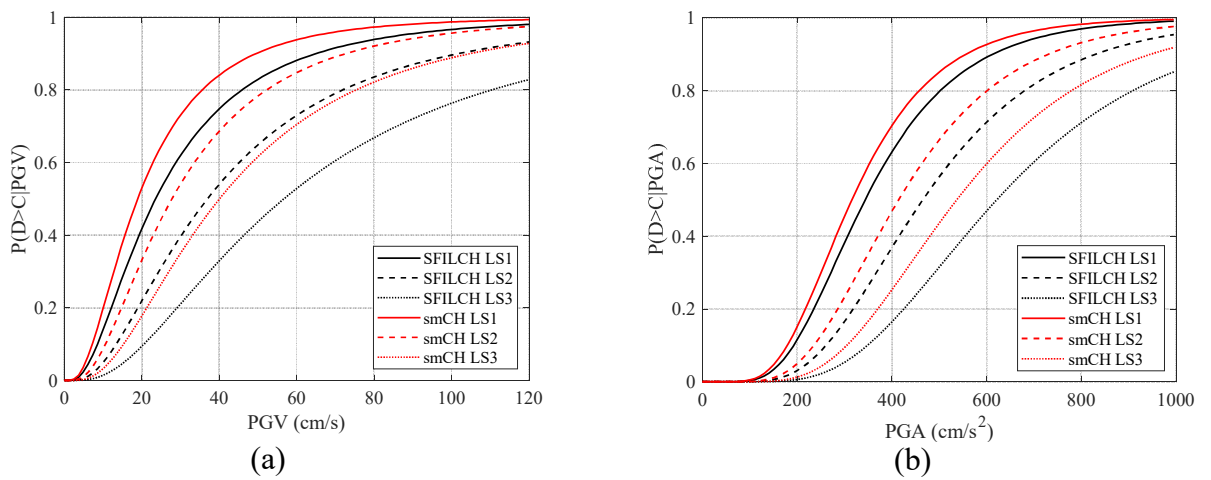 1
0.8
0.6
0.4
0.2
0
P(D>C|PGV)
SFILCH LS1
SFILCH LS2
SFILCH LS3
smCH LS1
smCH LS2
smCH LS3
0 20 40 60 80 100 120
PGV (cm/s)
(a)
1
0.8
0.6
0.4
0.2
0
P(D>C|PGA)
SFILCH LS1
SFILCH LS2
SFILCH LS3
smCH LS1
smCH LS2
smCH LS3
0 200 400 600 800 1000
PGA (cm/s²)
(b)